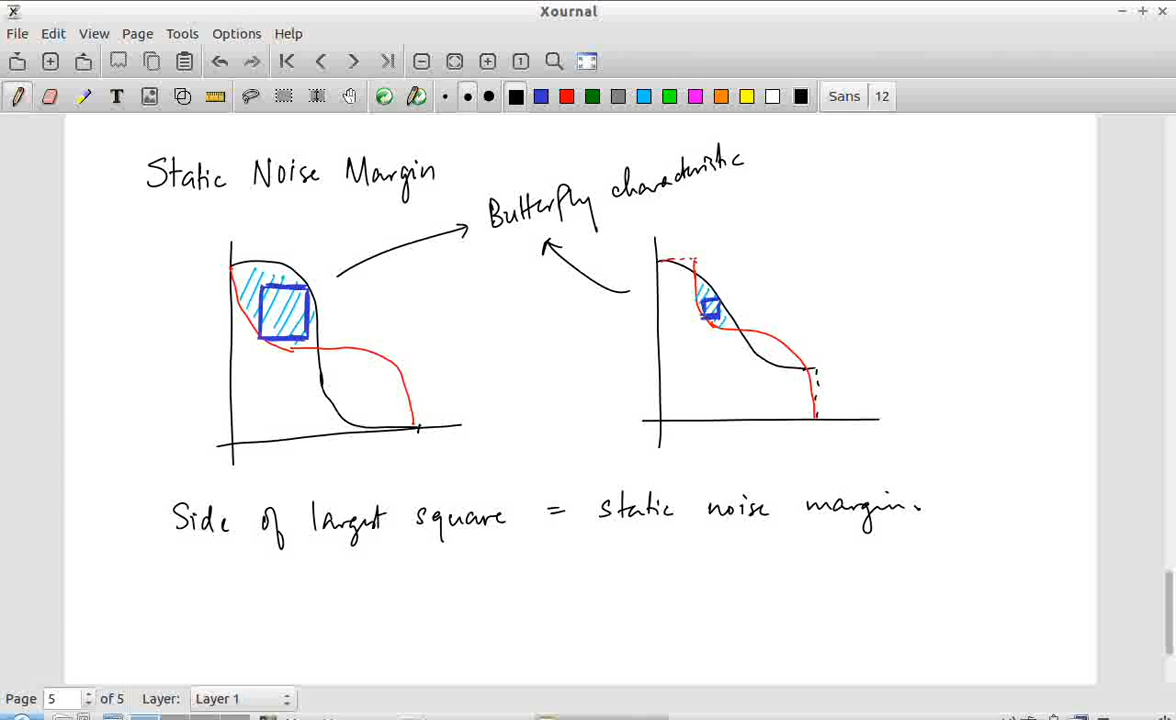 Xournal
File Edit View Page Tools Options Help
Sans 12
Static Noise Margin
Butterfly characteristic
Side of largest square = static noise margin.
Page 5 of 5 Layer: Layer 1